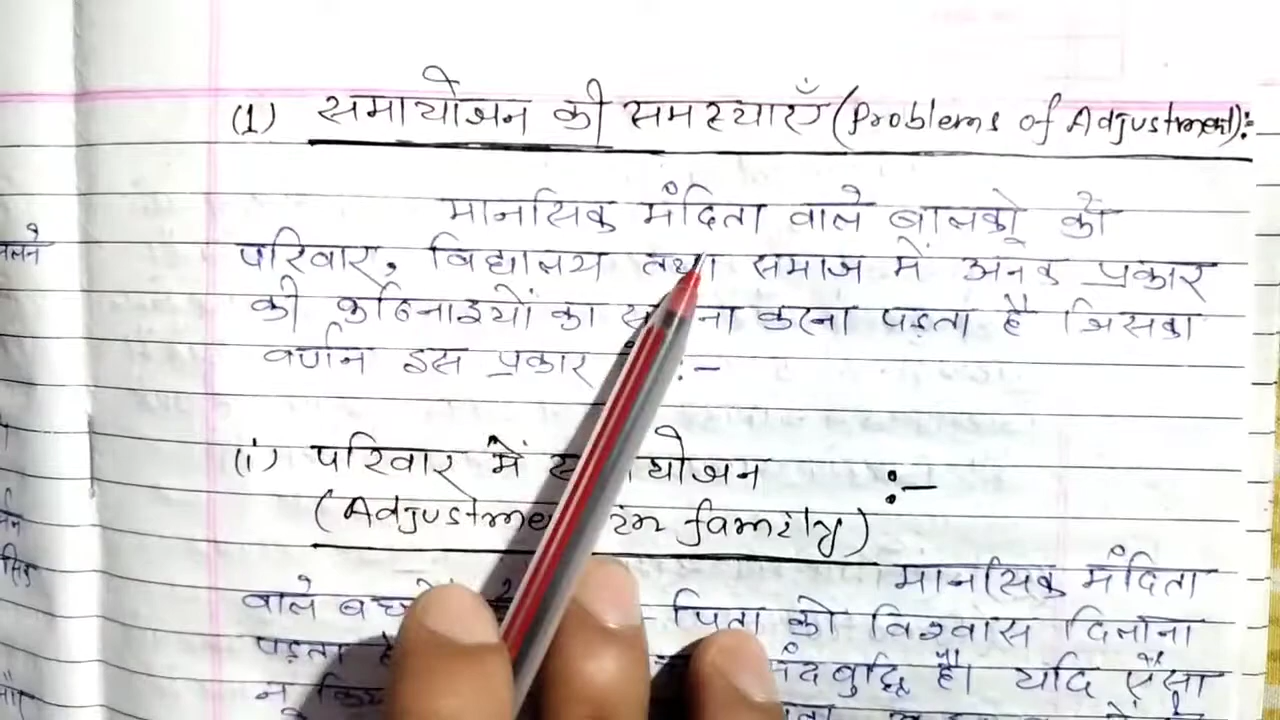 (1) समायोजन की समस्याएँ (Problems of Adjustment):-
मानसिक मंदिता वाले बालको को
परिवार, विद्यालय तथा समाज में अनेक प्रकार
की कठिनाइयों का करना पड़ता है जिसका
वर्णन इस प्रकार :-
(i) परिवार में :-
(Adjustment in family)
मानसिक मंदिता
वाले पिता को विश्वास दिलाना
पड़ता मंदबुद्धि है। यदि ऐसा